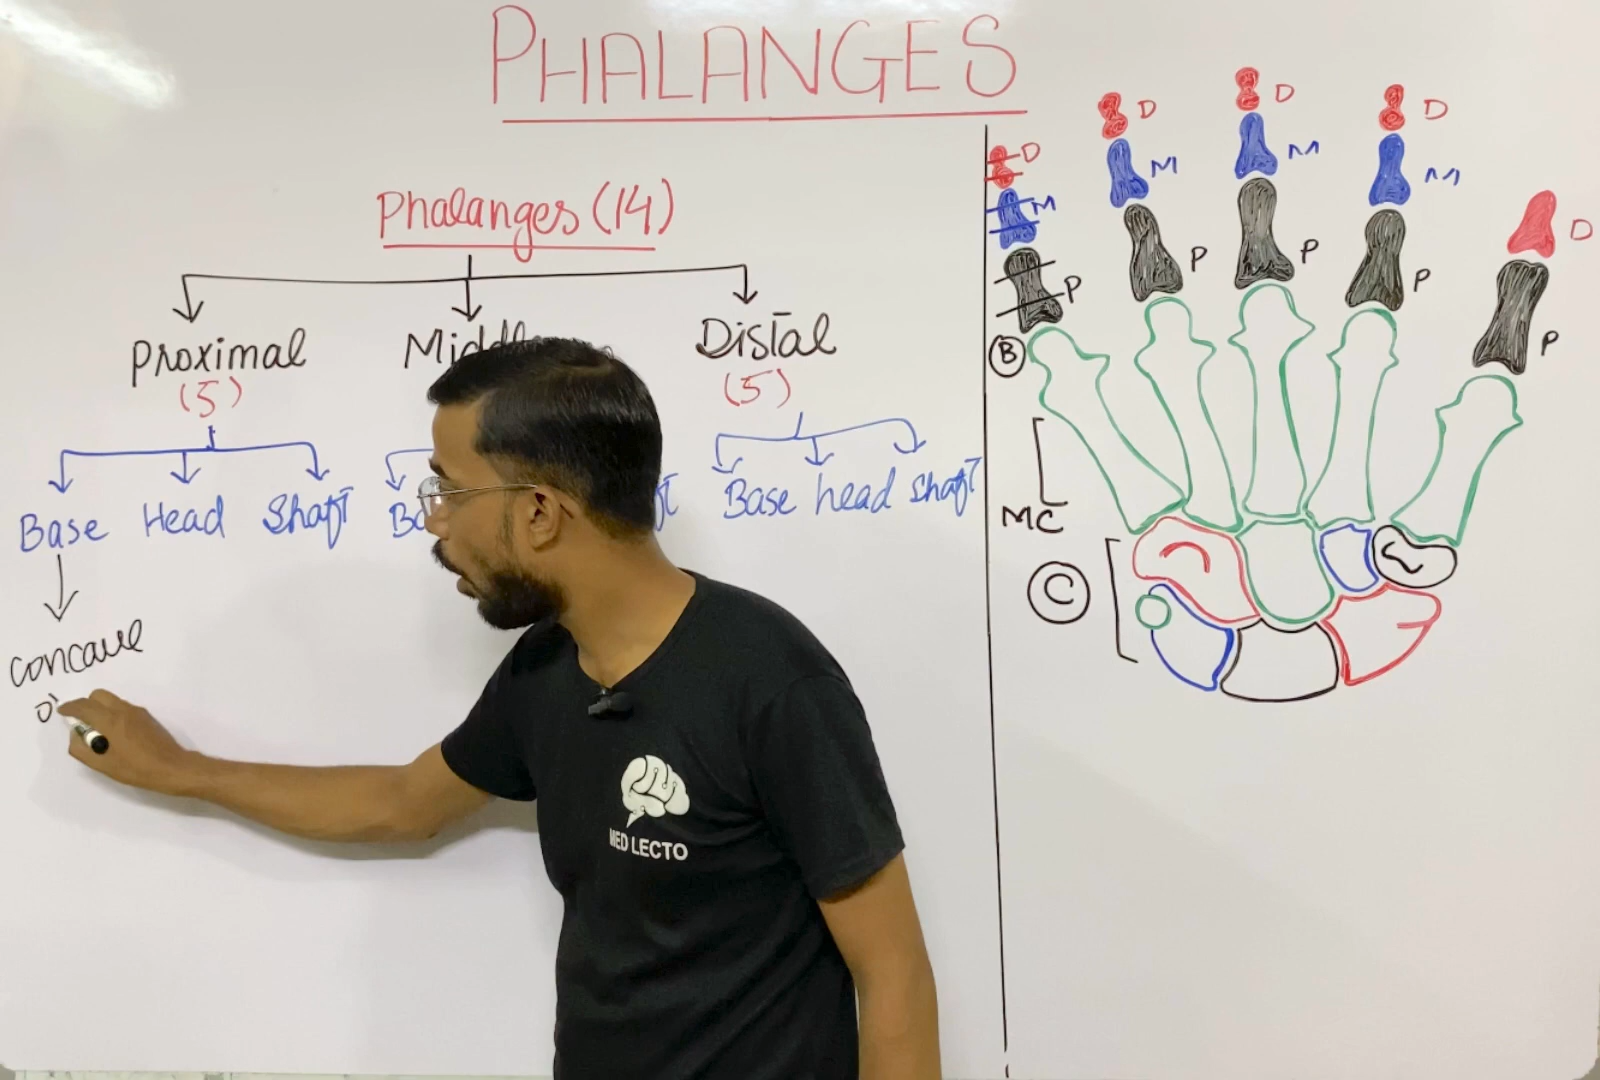 PHALANGES
Phalanges (14)
Proximal
Distal
(5)
(5)
Base Head Shaft
Base head Shaft
concave
MED LECTO
D
D
D
D
D
M
M
M
M
P
P
P
P
P
B
MC
C